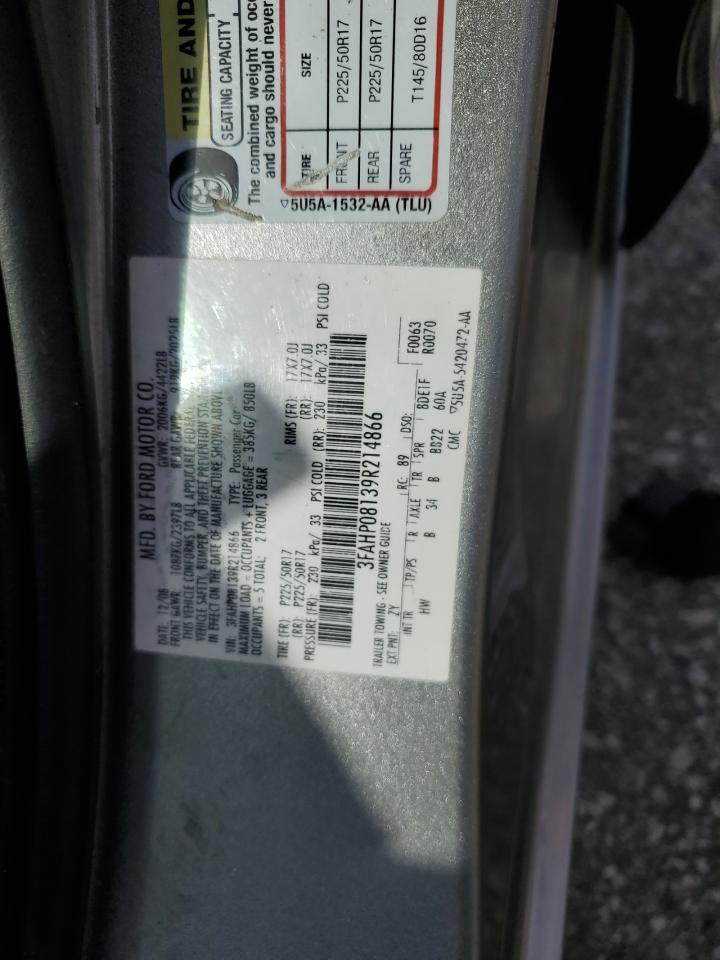 TIRE AND
SEATING CAPACITY
The combined weight of occ
and cargo should never
TIRE SIZE
FRONT P225/50R17
REAR P225/50R17
SPARE T145/80D16
▽5U5A-1532-AA (TLU)
MFD. BY FORD MOTOR CO.
DATE: 12/08 GVWR: 2006KG/4422LB
FRONT GAWR: 1087KG/2397LB REAR GAWR: 919KG/2025LB
THIS VEHICLE CONFORMS TO ALL APPLICABLE FEDERAL
VEHICLE SAFETY, BUMPER, AND THEFT PREVENTION STAN
IN EFFECT ON THE DATE OF MANUFACTURE SHOWN ABOVE.
VIN: 3FAHP08139R214866 TYPE: Passenger Car
MAXIMUM LOAD = OCCUPANTS + LUGGAGE = 385KG/ 850LB
OCCUPANTS = 5 TOTAL: 2 FRONT, 3 REAR
TIRE (FR): P225/50R17 RIMS (FR): 17X7.0J
(RR): P225/50R17 (RR): 17X7.0J
PRESSURE (FR): 230 kPa/ 33 PSI COLD (RR): 230 kPa/ 33 PSI COLD
3FAHP08139R214866
TRAILER TOWING - SEE OWNER GUIDE
EXT PNT: ZY RC: 89 DSO: F0063
R0070
INT TR TP/PS R AXLE TR SPR 8DE1F
HW B 34 B BB22 60A
CMC ▽5U5A-5420472-AA